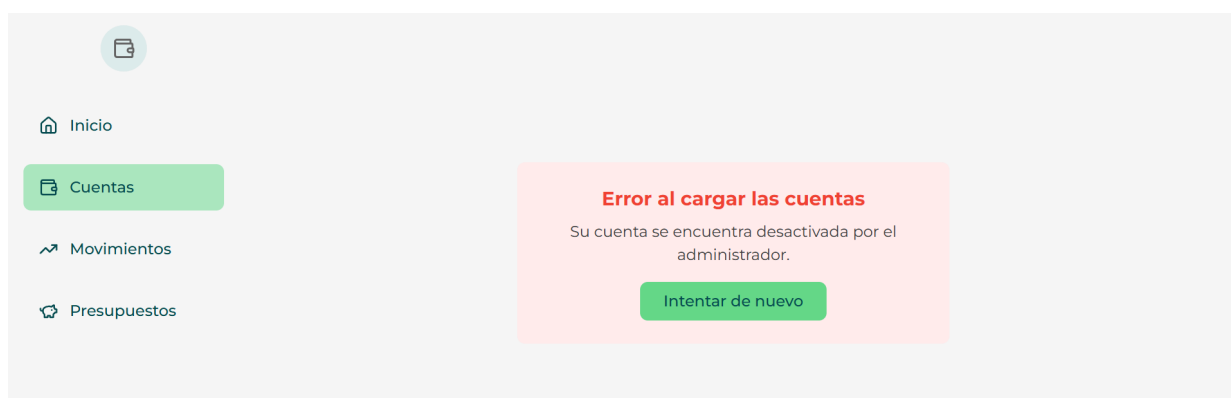 Inicio
Cuentas
Movimientos
Presupuestos
Error al cargar las cuentas
Su cuenta se encuentra desactivada por el
administrador.
Intentar de nuevo